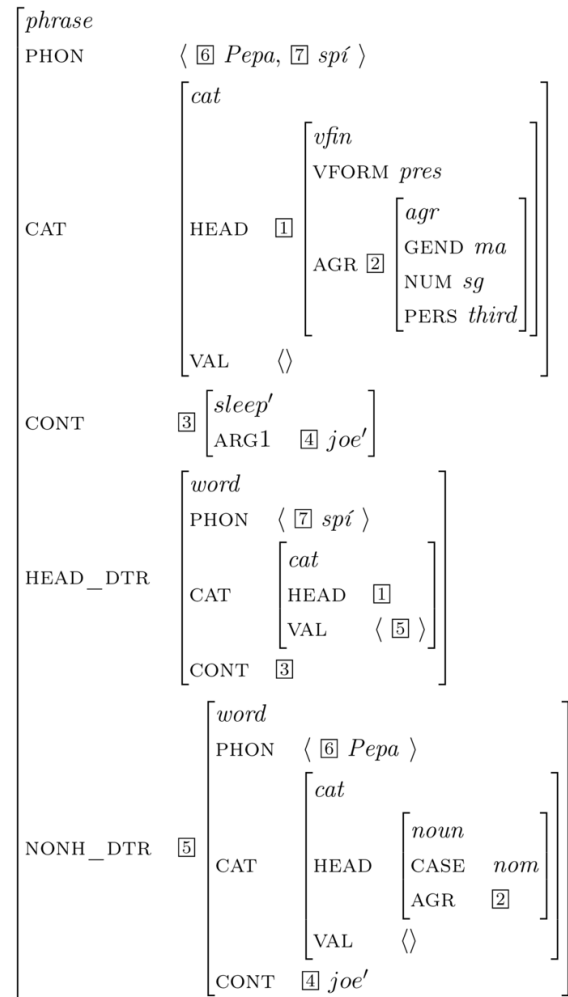 phrase
PHON ⟨ 6 Pepa, 7 spí ⟩
cat
vfin
VFORM pres
CAT HEAD 1 AGR 2 agr
GEND ma
NUM sg
PERS third
VAL ⟨⟩
CONT 3 sleep′
ARG1 4 joe′
word
PHON ⟨ 7 spí ⟩
HEAD_DTR CAT cat
HEAD 1
VAL ⟨ 5 ⟩
CONT 3
word
PHON ⟨ 6 Pepa ⟩
cat
noun
NONH_DTR 5 CAT HEAD CASE nom
AGR 2
VAL ⟨⟩
CONT 4 joe′